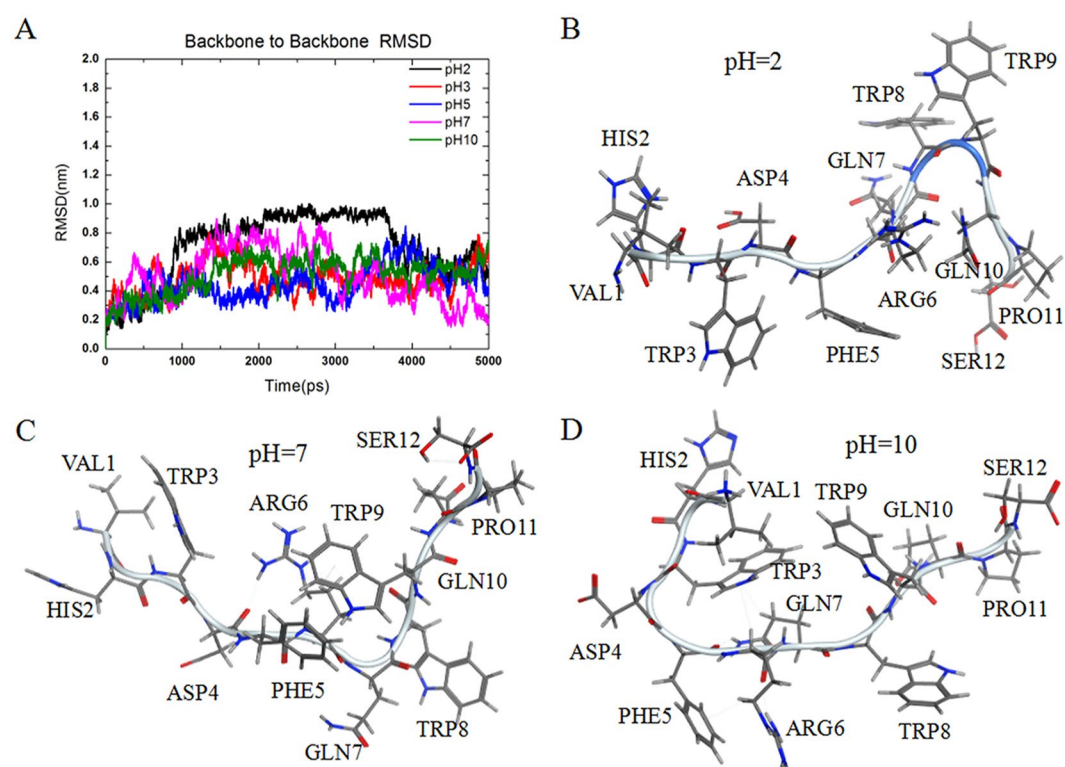 A
Backbone to Backbone RMSD
2.0
1.8
1.6
1.4
1.2
1.0
0.8
0.6
0.4
0.2
0.0
RMSD(nm)
pH2
pH3
pH5
pH7
pH10
0
1000
2000
3000
4000
5000
Time(ps)
B
pH=2
TRP9
TRP8
HIS2
GLN7
ASP4
VAL1
GLN10
ARG6
PRO11
TRP3
PHE5
SER12
C
pH=7
SER12
VAL1
TRP3
ARG6
TRP9
PRO11
GLN10
HIS2
ASP4
PHE5
TRP8
GLN7
D
pH=10
HIS2
SER12
VAL1
TRP9
GLN10
TRP3
GLN7
PRO11
ASP4
PHE5
ARG6
TRP8